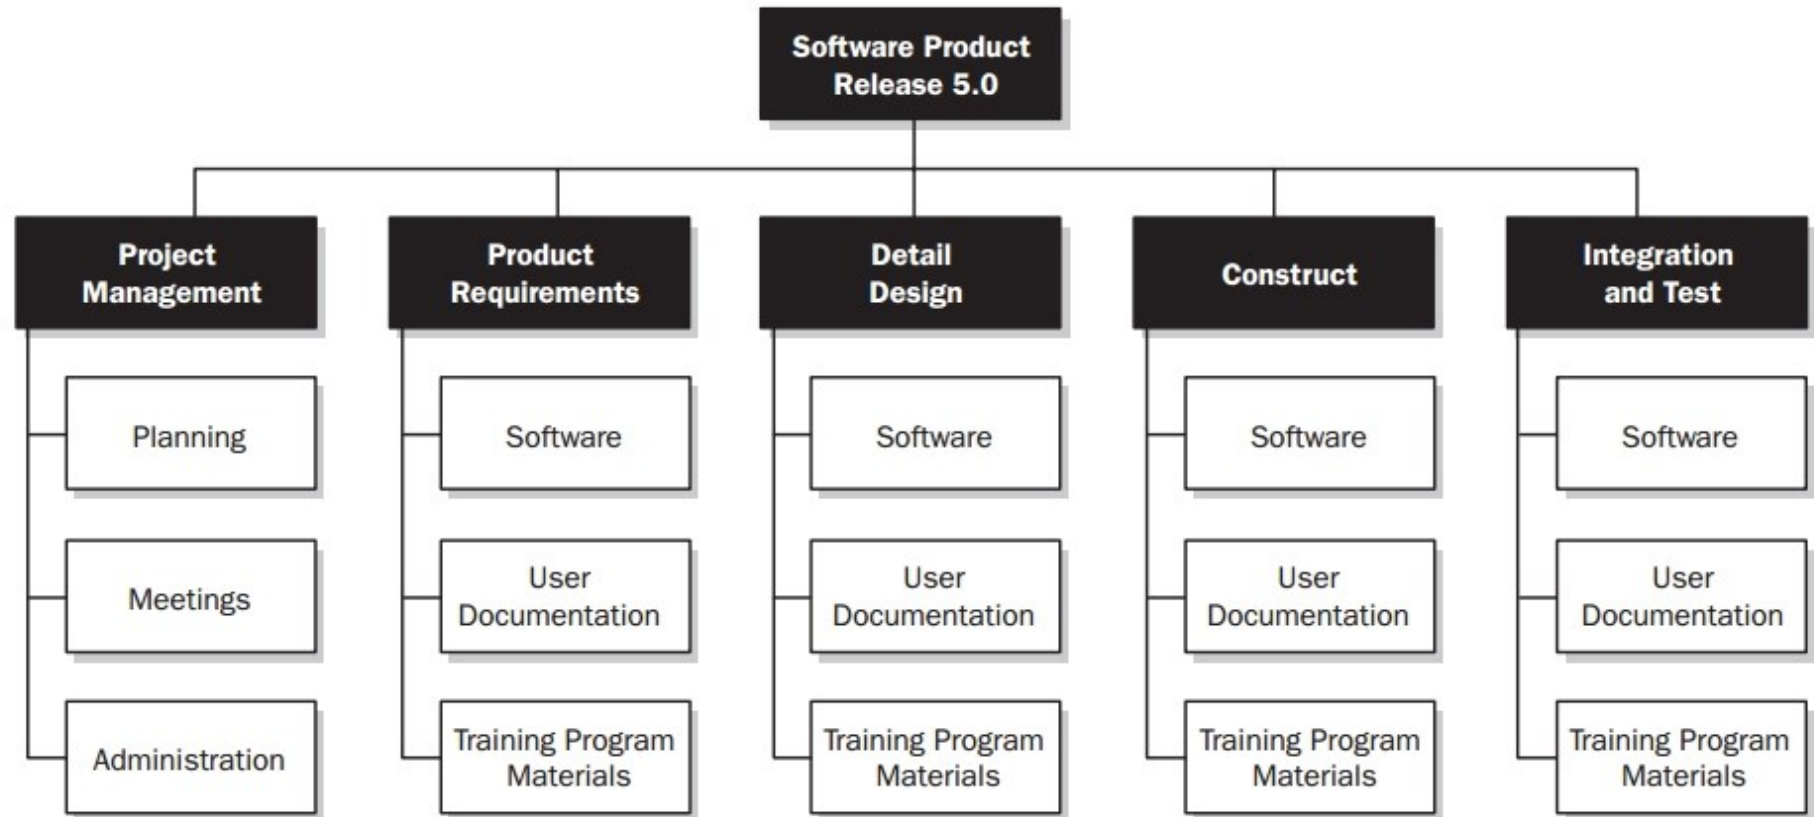 Software Product
Release 5.0
Project
Management
Product
Requirements
Detail
Design
Construct
Integration
and Test
Planning
Software
Software
Software
Software
Meetings
User
Documentation
User
Documentation
User
Documentation
User
Documentation
Administration
Training Program
Materials
Training Program
Materials
Training Program
Materials
Training Program
Materials